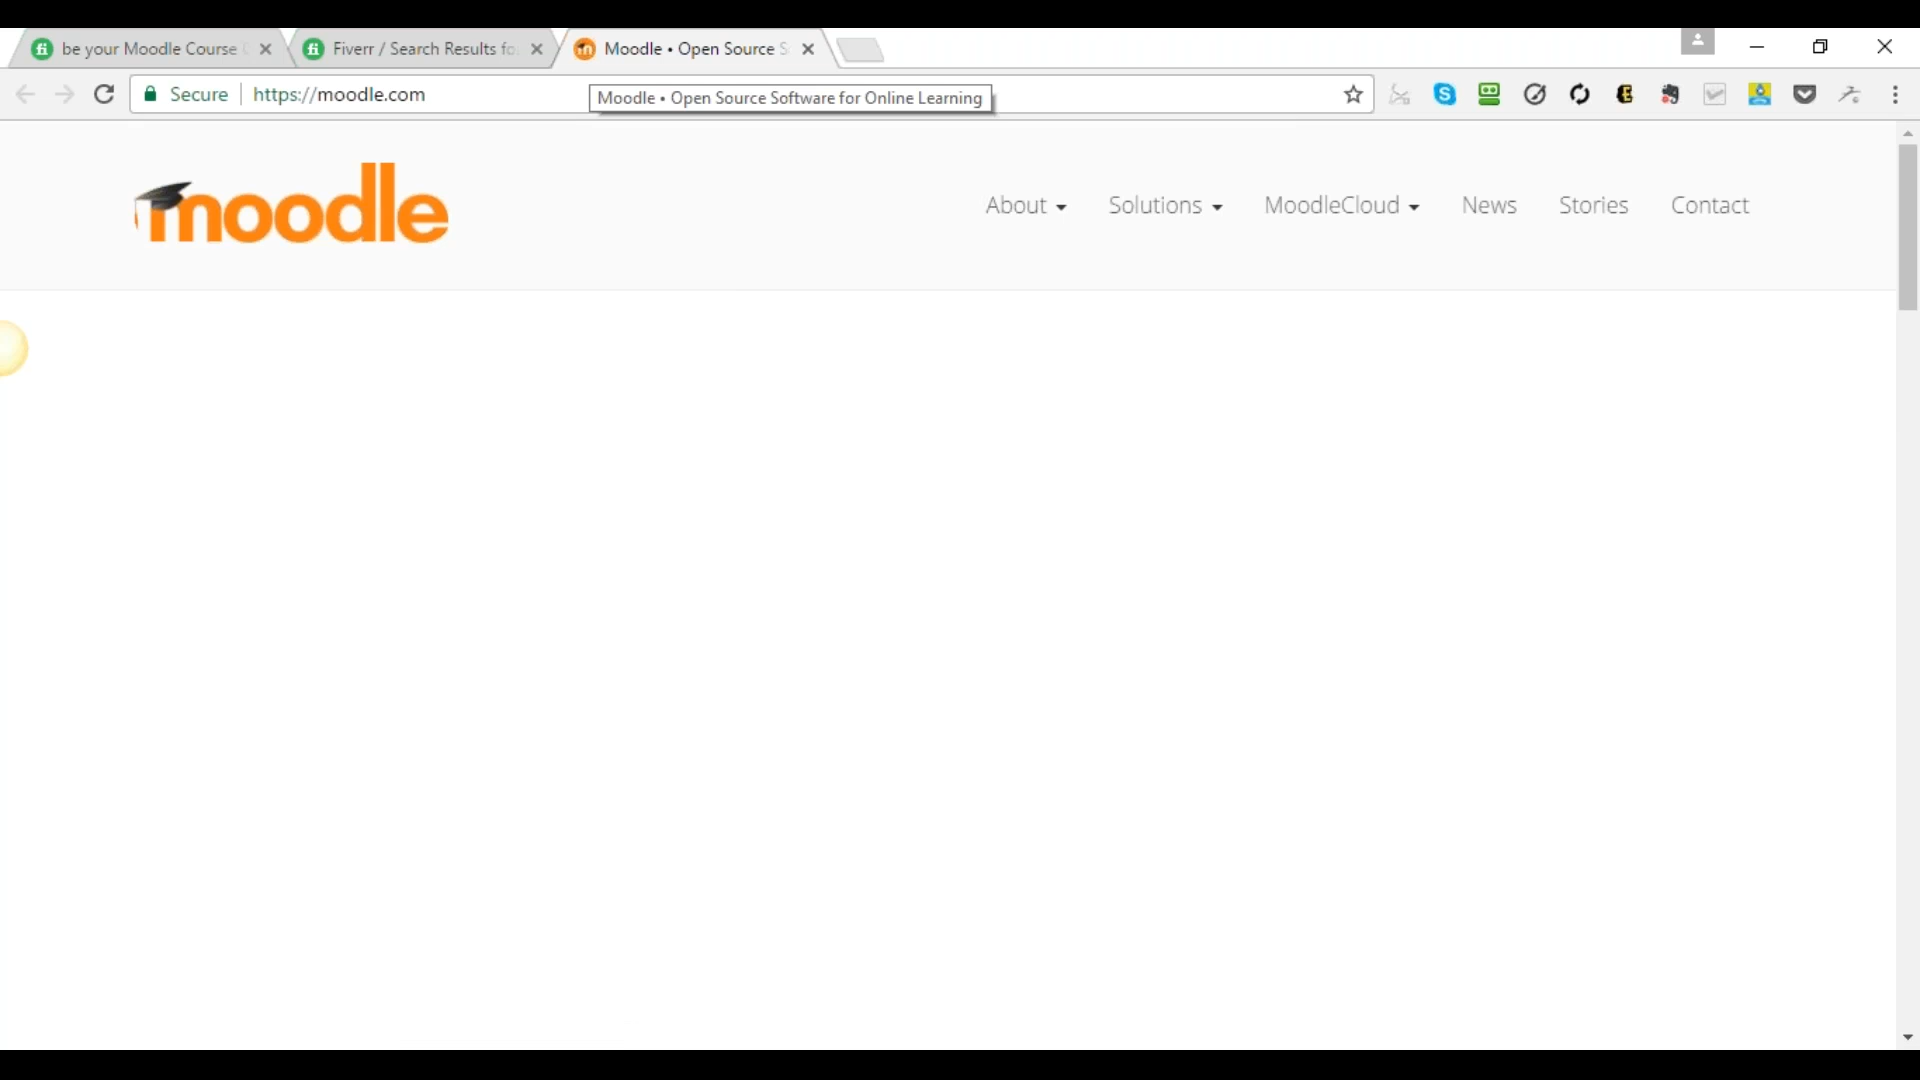 be your Moodle Course
Fiverr / Search Results fo
Moodle • Open Source S
Secure
https://moodle.com
Moodle • Open Source Software for Online Learning
moodle
About
Solutions
MoodleCloud
News
Stories
Contact